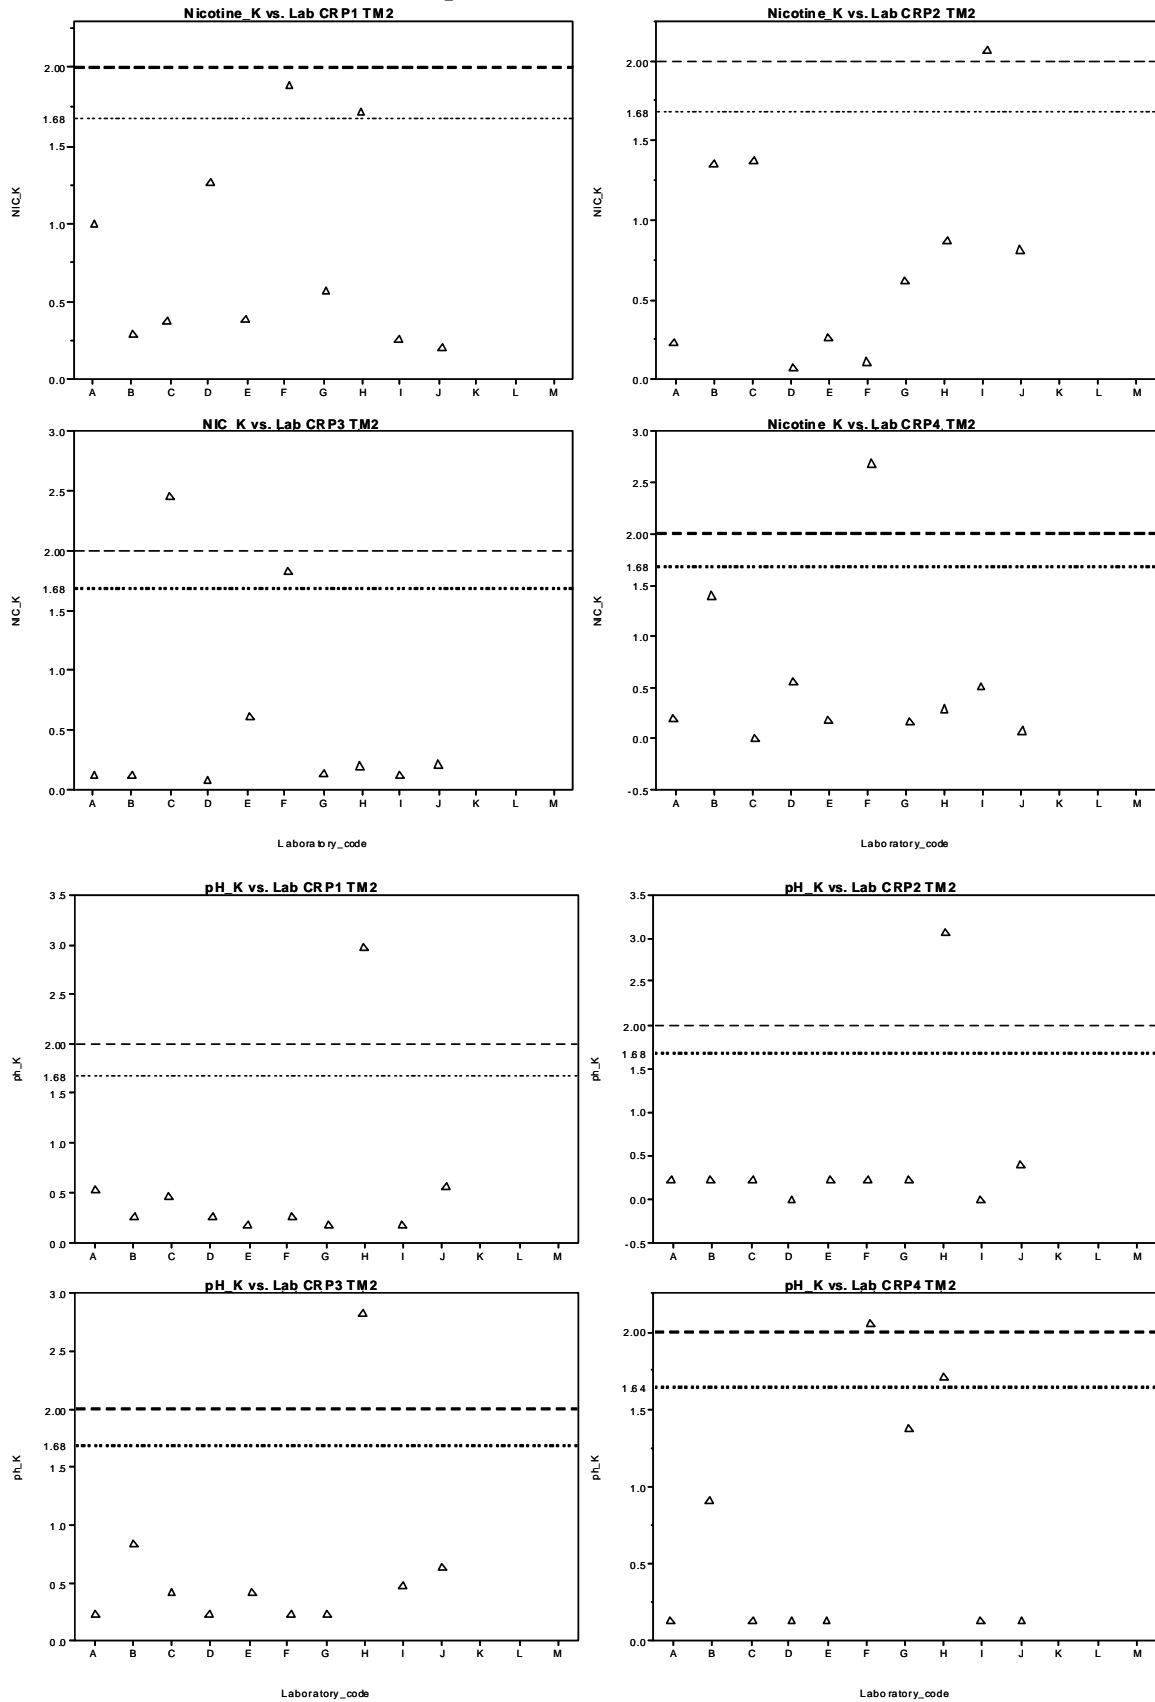 Nicotine_K vs. Lab CRP1 TM2
NIC_K
2.00
1.68
1.5
1.0
0.5
0.0
A B C D E F G H I J K L M
Nicotine_K vs. Lab CRP2 TM2
NIC_K
2.00
1.68
1.5
1.0
0.5
0.0
A B C D E F G H I J K L M
NIC_K vs. Lab CRP3 TM2
NIC_K
3.0
2.5
2.00
1.68
1.5
1.0
0.5
0.0
A B C D E F G H I J K L M
Laboratory_code
Nicotine_K vs. Lab CRP4 TM2
NIC_K
3.0
2.5
2.00
1.68
1.5
1.0
0.5
0.0
-0.5
A B C D E F G H I J K L M
Laboratory_code
pH_K vs. Lab CRP1 TM2
ph_K
3.5
3.0
2.5
2.00
1.68
1.5
1.0
0.5
0.0
A B C D E F G H I J K L M
pH_K vs. Lab CRP2 TM2
ph_K
3.5
3.0
2.5
2.00
1.68
1.5
1.0
0.5
0.0
-0.5
A B C D E F G H I J K L M
pH_K vs. Lab CRP3 TM2
ph_K
3.0
2.5
2.00
1.68
1.5
1.0
0.5
0.0
A B C D E F G H I J K L M
Laboratory_code
pH_K vs. Lab CRP4 TM2
ph_K
2.00
1.64
1.5
1.0
0.5
0.0
A B C D E F G H I J K L M
Laboratory_code